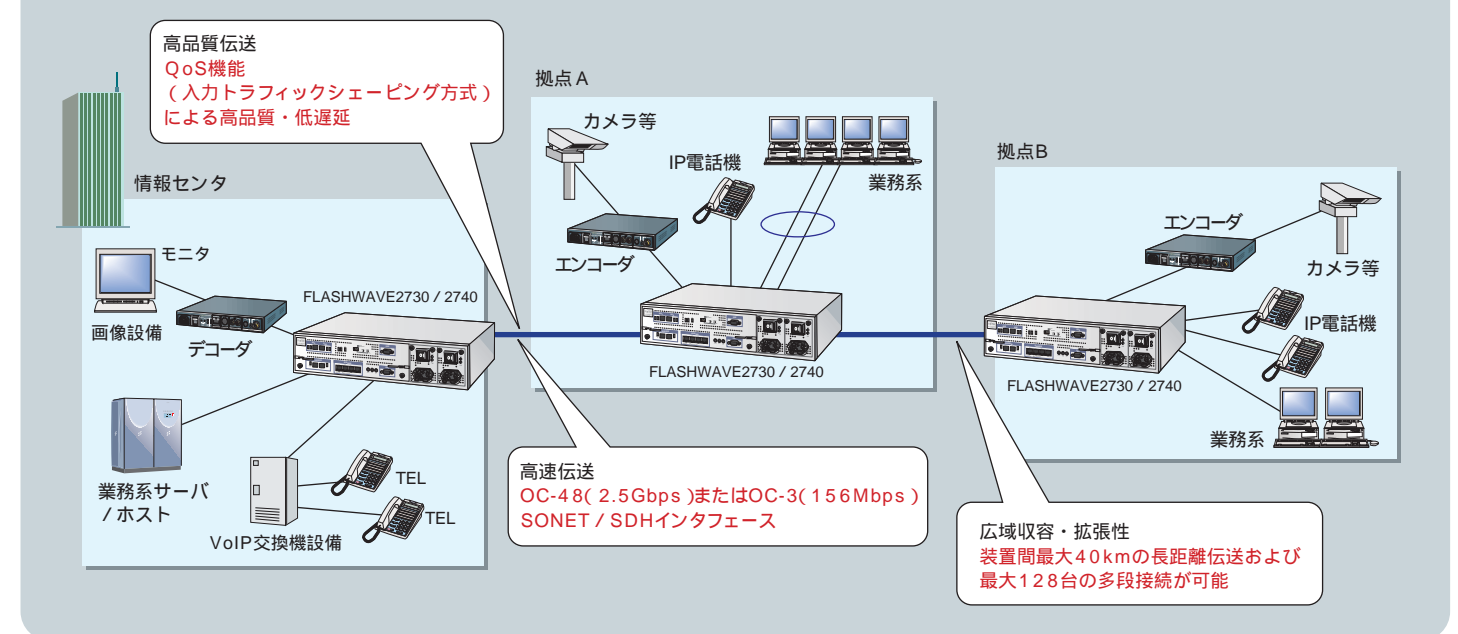 高品質伝送
QoS機能
(入力トラフィックシェーピング方式)
による高品質・低遅延
情報センタ
モニタ
画像設備
デコーダ
FLASHWAVE2730 / 2740
業務系サーバ
/ ホスト
VoIP交換機設備
TEL
TEL
拠点A
カメラ等
IP電話機
業務系
エンコーダ
FLASHWAVE2730 / 2740
高速伝送
OC-48(2.5Gbps)またはOC-3(156Mbps)
SONET / SDHインタフェース
拠点B
エンコーダ
カメラ等
IP電話機
FLASHWAVE2730 / 2740
業務系
広域収容・拡張性
装置間最大40kmの長距離伝送および
最大128台の多段接続が可能